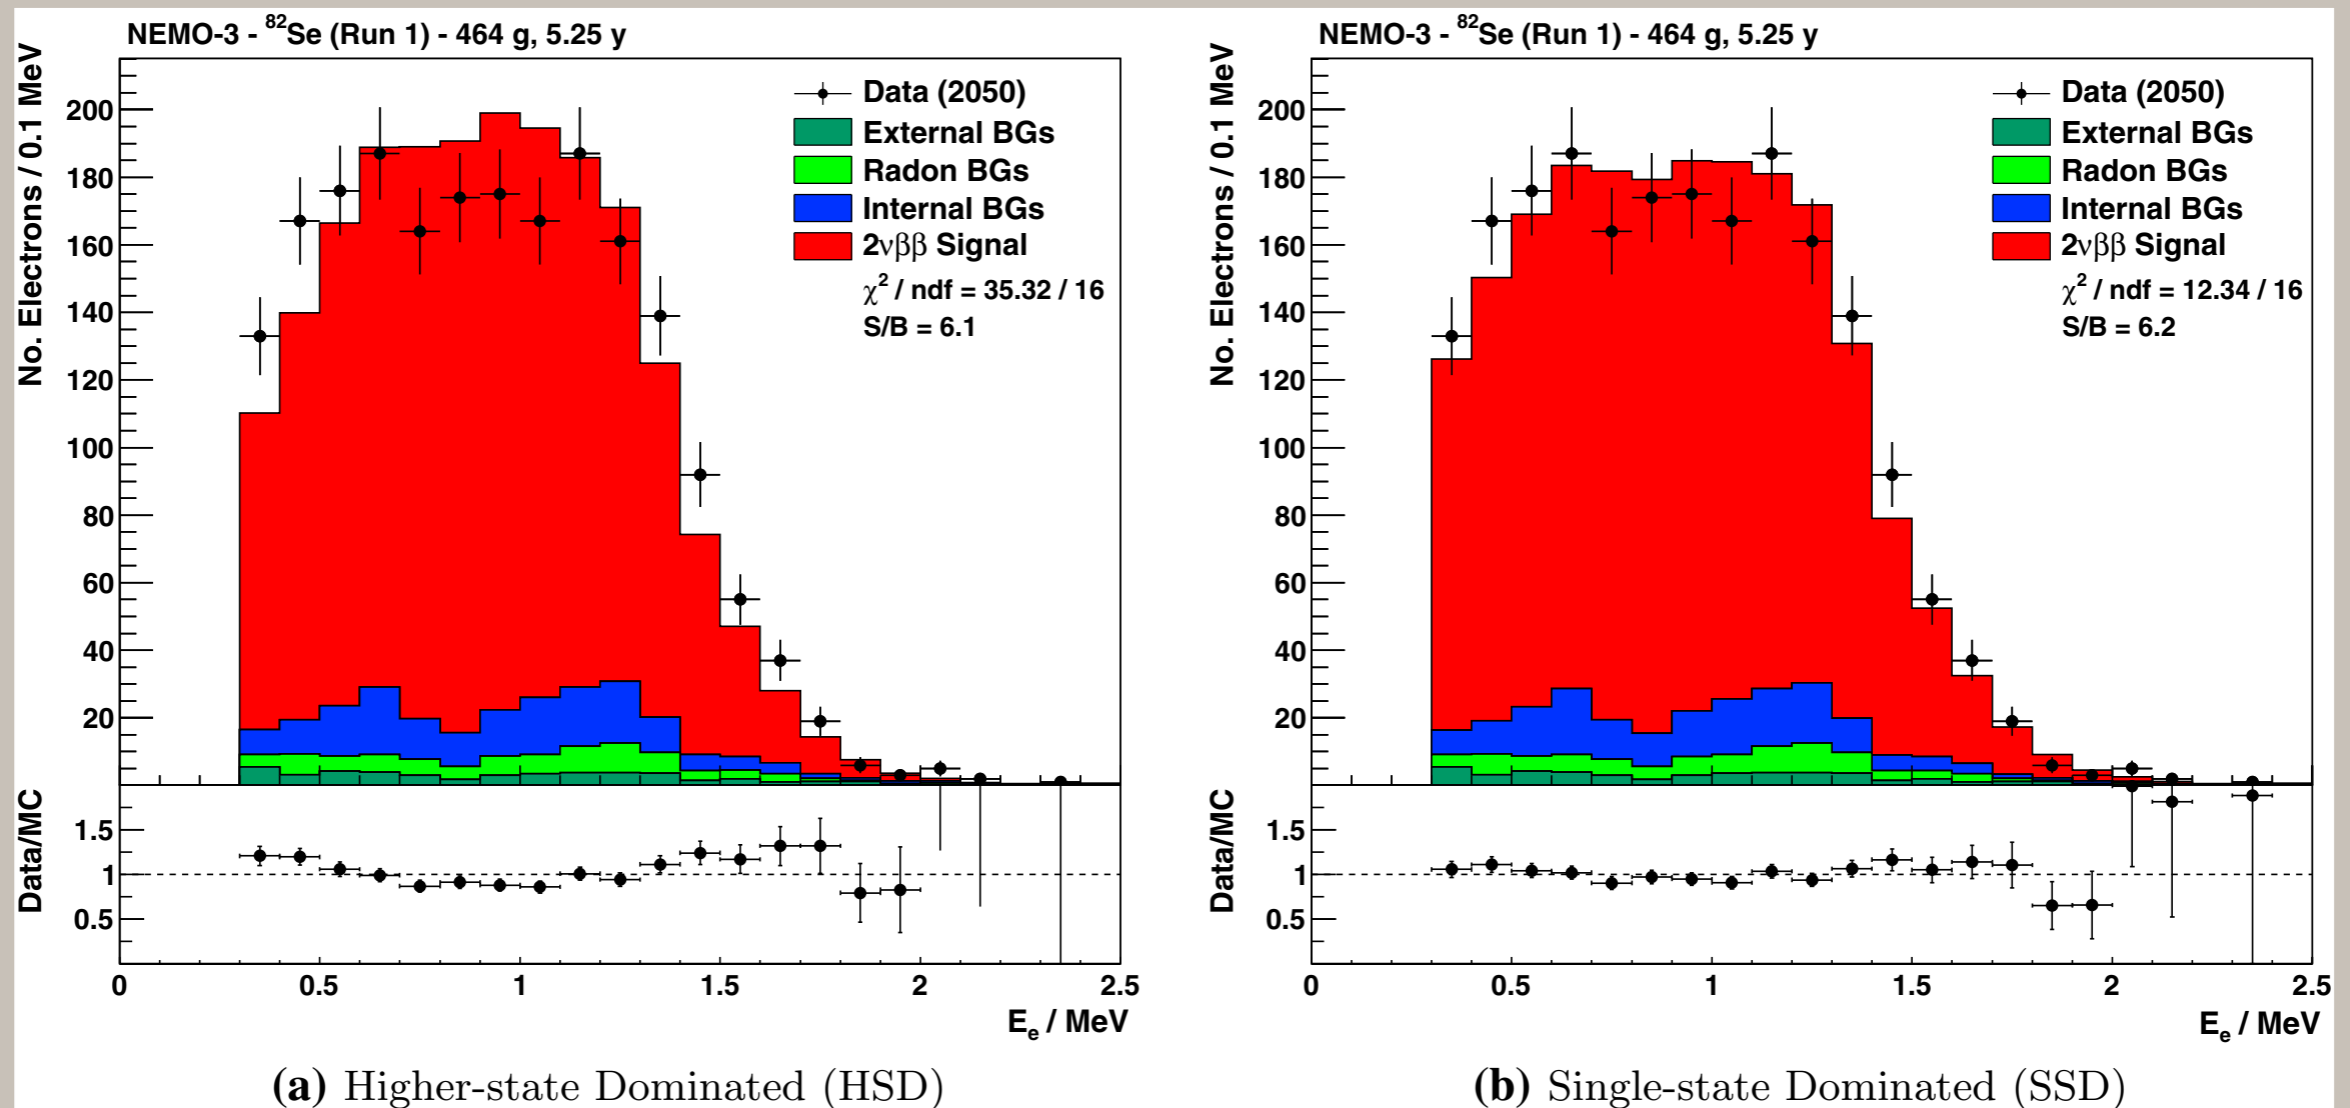 NEMO-3 - ⁸²Se (Run 1) - 464 g, 5.25 y
No. Electrons / 0.1 MeV
200
180
160
140
120
100
80
60
40
20
Data (2050)
External BGs
Radon BGs
Internal BGs
2νββ Signal
χ² / ndf = 35.32 / 16
S/B = 6.1
Data/MC
1.5
1
0.5
0 0.5 1 1.5 2 2.5
Eₑ / MeV
(a) Higher-state Dominated (HSD)
NEMO-3 - ⁸²Se (Run 1) - 464 g, 5.25 y
No. Electrons / 0.1 MeV
200
180
160
140
120
100
80
60
40
20
Data (2050)
External BGs
Radon BGs
Internal BGs
2νββ Signal
χ² / ndf = 12.34 / 16
S/B = 6.2
Data/MC
1.5
1
0.5
0 0.5 1 1.5 2 2.5
Eₑ / MeV
(b) Single-state Dominated (SSD)